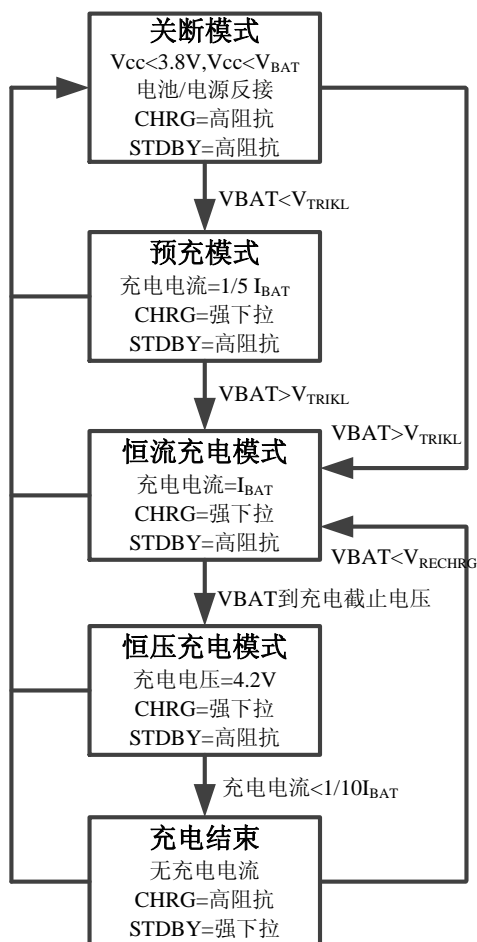 关断模式
Vcc<3.8V,Vcc<VBAT
电池/电源反接
CHRG=高阻抗
STDBY=高阻抗
VBAT<VTRIKL
预充模式
充电电流=1/5 IBAT
CHRG=强下拉
STDBY=高阻抗
VBAT>VTRIKL
VBAT>VTRIKL
恒流充电模式
充电电流=IBAT
CHRG=强下拉
STDBY=高阻抗
VBAT<VRECHRG
VBAT到充电截止电压
恒压充电模式
充电电压=4.2V
CHRG=强下拉
STDBY=高阻抗
充电电流<1/10IBAT
充电结束
无充电电流
CHRG=高阻抗
STDBY=强下拉